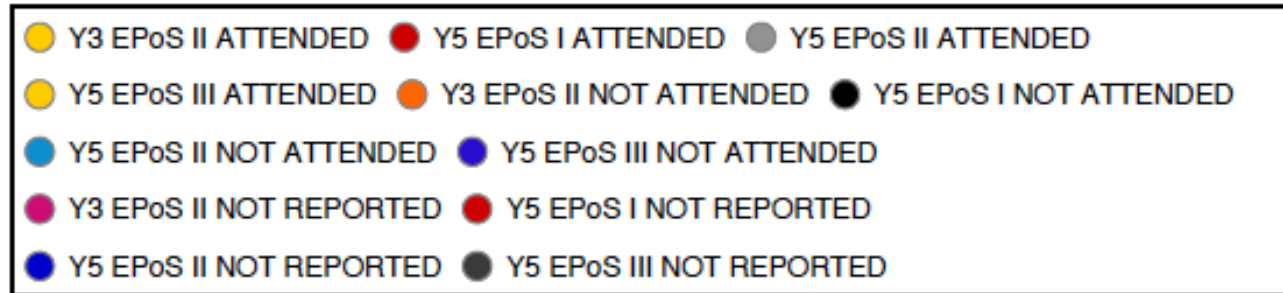 Y3 EPoS II ATTENDED Y5 EPoS I ATTENDED Y5 EPoS II ATTENDED
Y5 EPoS III ATTENDED Y3 EPoS II NOT ATTENDED Y5 EPoS I NOT ATTENDED
Y5 EPoS II NOT ATTENDED Y5 EPoS III NOT ATTENDED
Y3 EPoS II NOT REPORTED Y5 EPoS I NOT REPORTED
Y5 EPoS II NOT REPORTED Y5 EPoS III NOT REPORTED